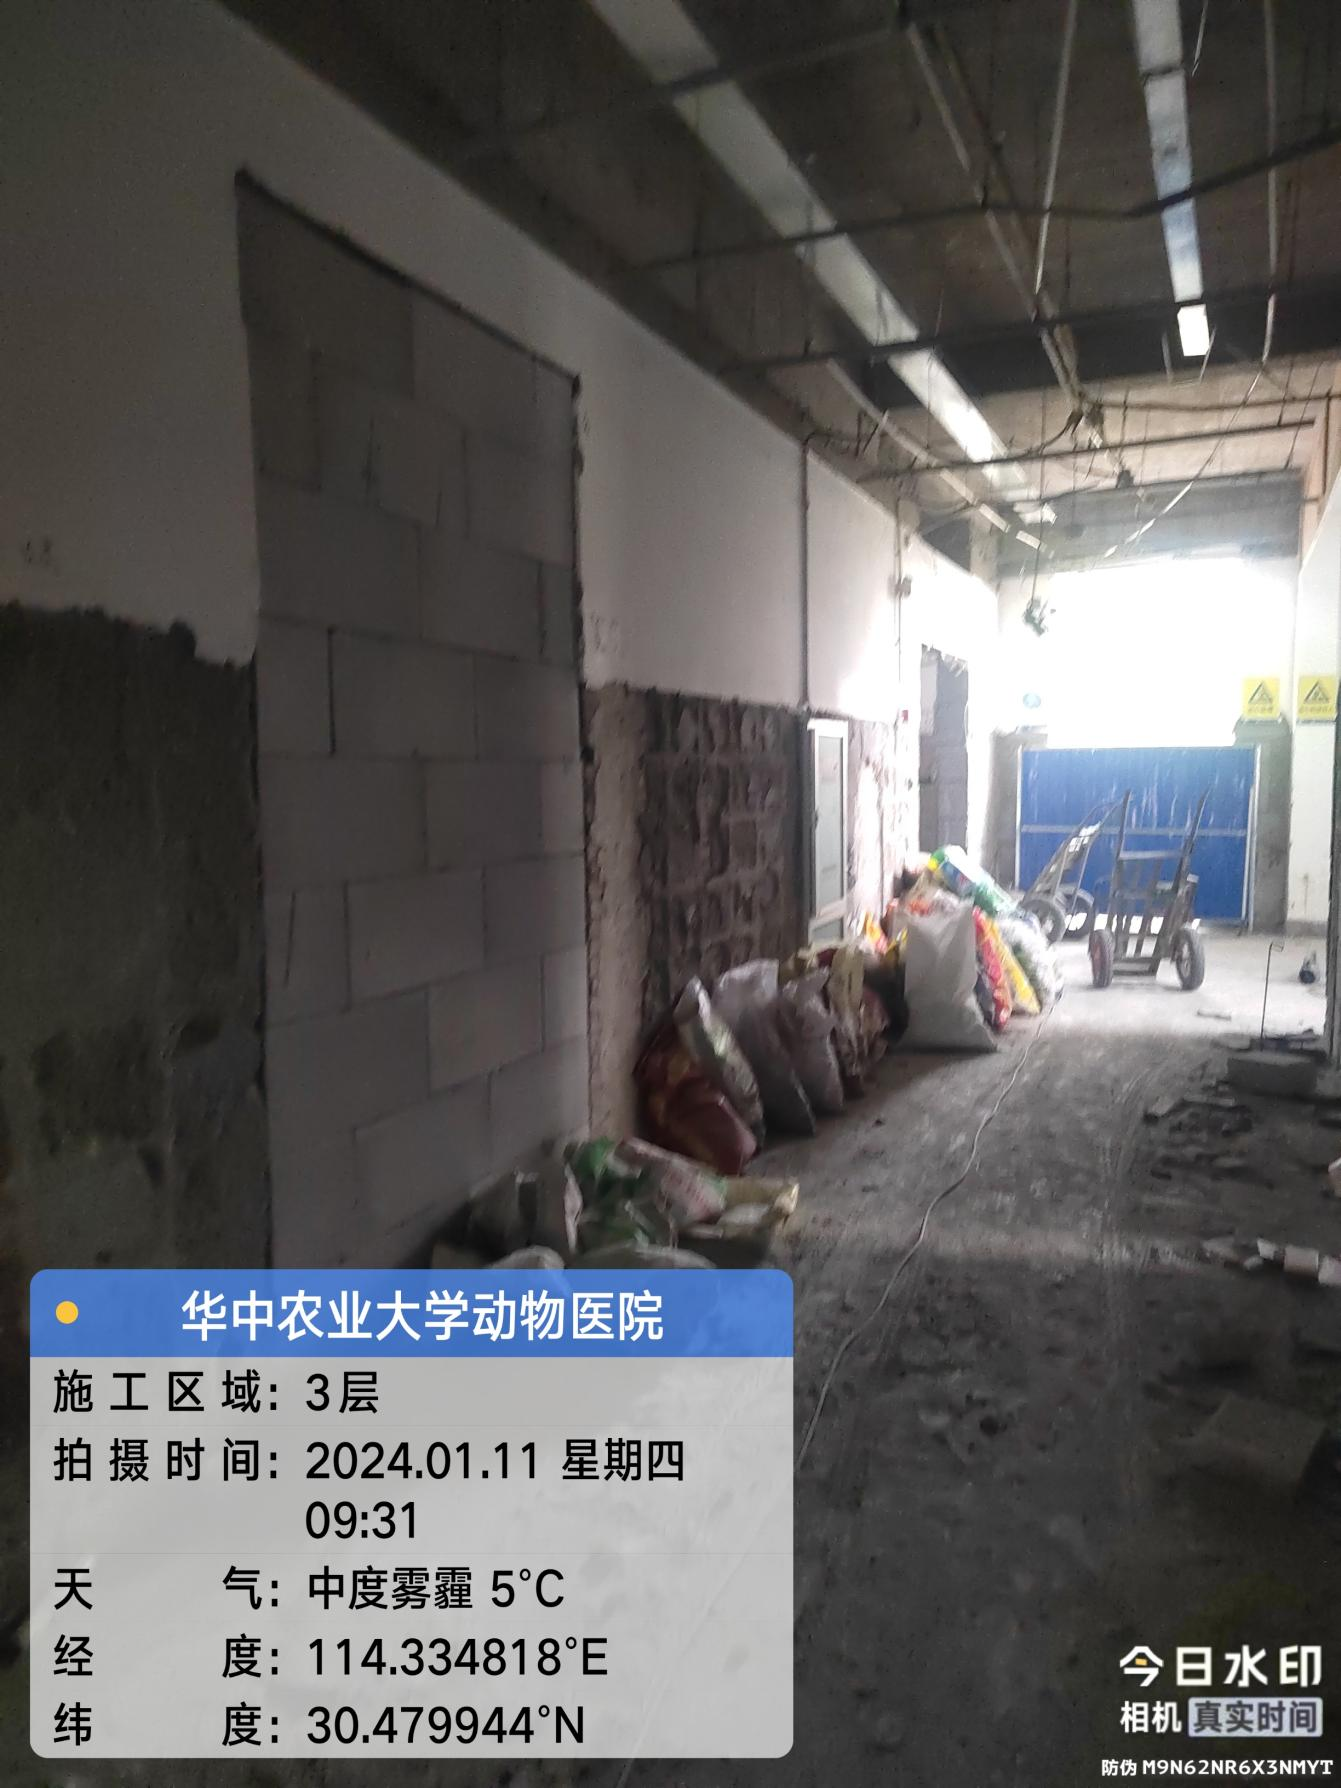 华中农业大学动物医院
施工区域：3层
拍摄时间：2024.01.11 星期四
09:31
天气：中度雾霾 5°C
经度：114.334818°E
纬度：30.479944°N
今日水印
相机 真实时间
防伪 M9N62NR6X3NMYT